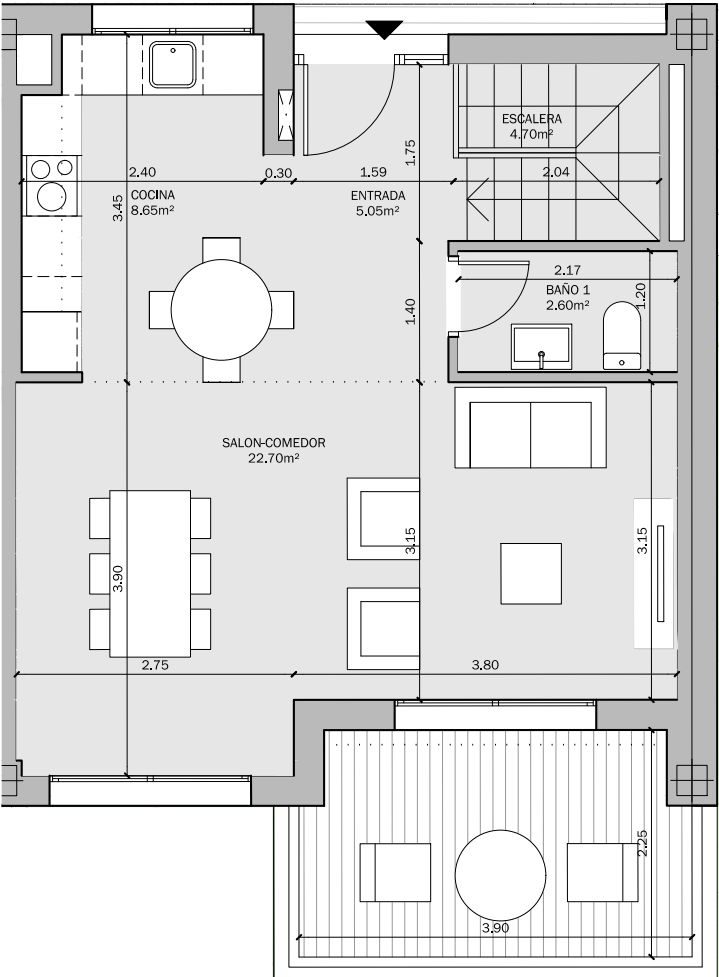 ESCALERA
4.70m²
1.75
2.40
0.30
1.59
2.04
COCINA
8.65m²
3.45
ENTRADA
5.05m²
2.17
BAÑO 1
2.60m²
1.20
1.40
SALON-COMEDOR
22.70m²
3.15
3.15
3.90
2.75
3.80
2.25
3.90